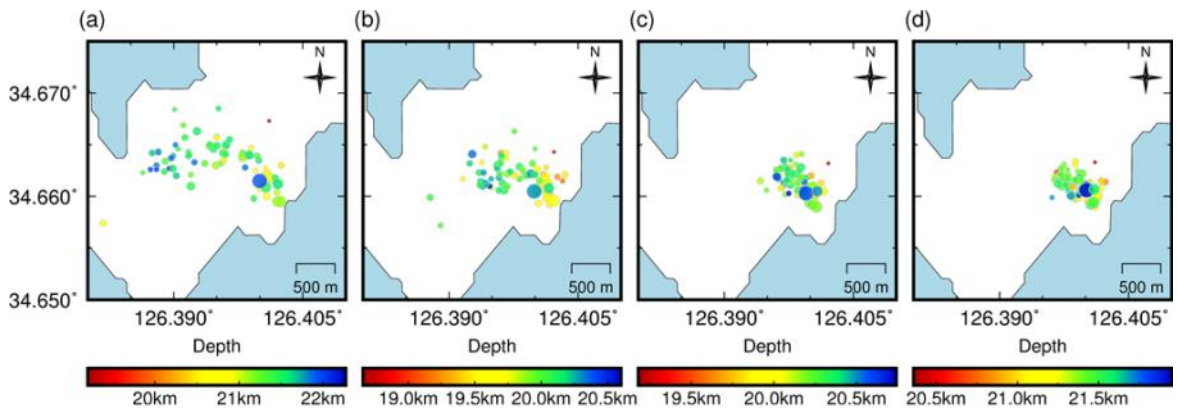 (a) (b) (c) (d)
N N N N
34.670°
34.660°
34.650°
500 m 500 m 500 m 500 m
126.390° 126.405° 126.390° 126.405° 126.390° 126.405° 126.390° 126.405°
Depth Depth Depth Depth
20km 21km 22km 19.0km 19.5km 20.0km 20.5km 19.5km 20.0km 20.5km 20.5km 21.0km 21.5km